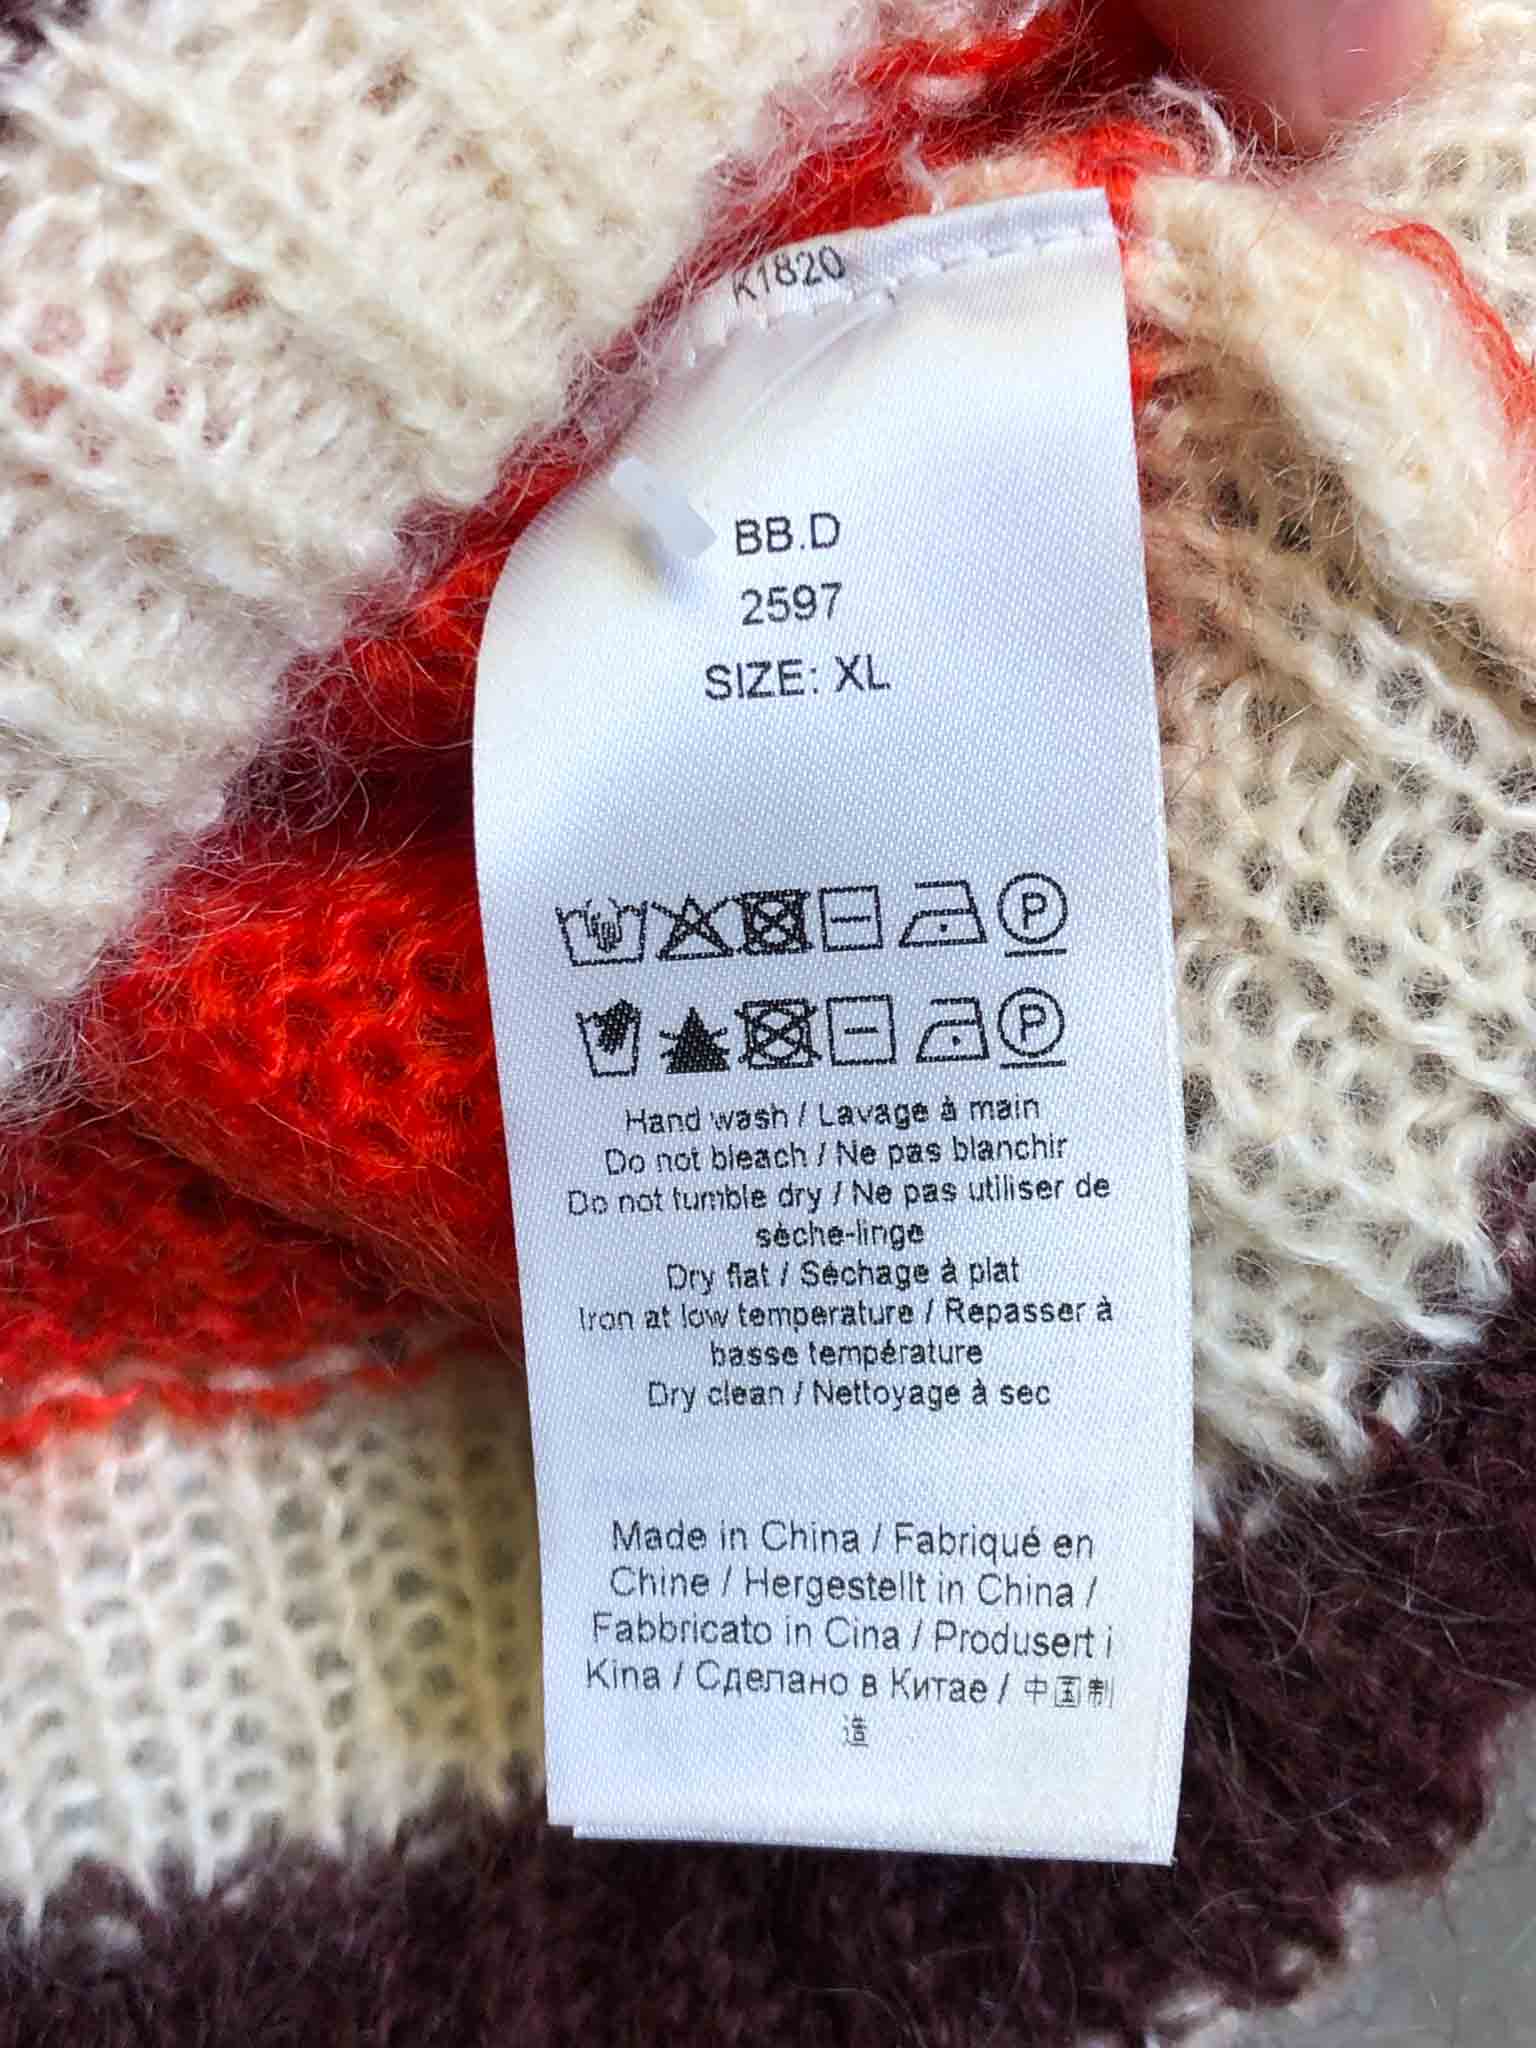 K1820
BB.D
2597
SIZE: XL
P
P
Hand wash / Lavage à main
Do not bleach / Ne pas blanchir
Do not tumble dry / Ne pas utiliser de
sèche-linge
Dry flat / Séchage à plat
Iron at low temperature / Repasser à
basse température
Dry clean / Nettoyage à sec
Made in China / Fabriqué en
Chine / Hergestellt in China /
Fabbricato in Cina / Produsert i
Kina / Сделано в Китае / 中国制
造